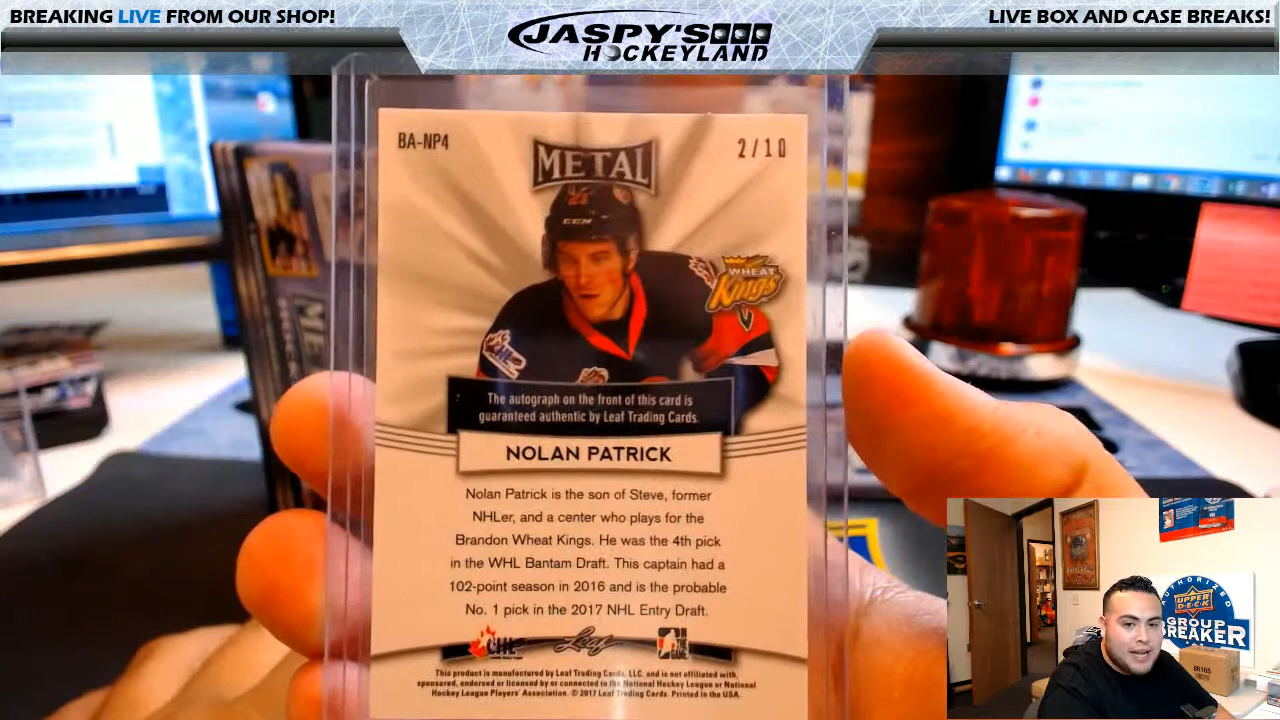 BREAKING LIVE FROM OUR SHOP!
JASPY'S
HOCKEYLAND
LIVE BOX AND CASE BREAKS!
BA-NP4
METAL
2/10
CCM
WHEAT
Kings
The autograph on the front of this card is
guaranteed authentic by Leaf Trading Cards.
NOLAN PATRICK
Nolan Patrick is the son of Steve, former
NHLer, and a center who plays for the
Brandon Wheat Kings. He was the 4th pick
in the WHL Bantam Draft. This captain had a
102-point season in 2016 and is the probable
No. 1 pick in the 2017 NHL Entry Draft.
CHL
Leaf
IN THE GAME
This product is manufactured by Leaf Trading Cards, LLC. and is not affiliated with,
sponsored, endorsed or licensed by or connected to the National Hockey League or National
Hockey League Players' Association. © 2017 Leaf Trading Cards. Printed in the USA.
AUTHORIZED
UPPER
DECK
GROUP
BREAKER